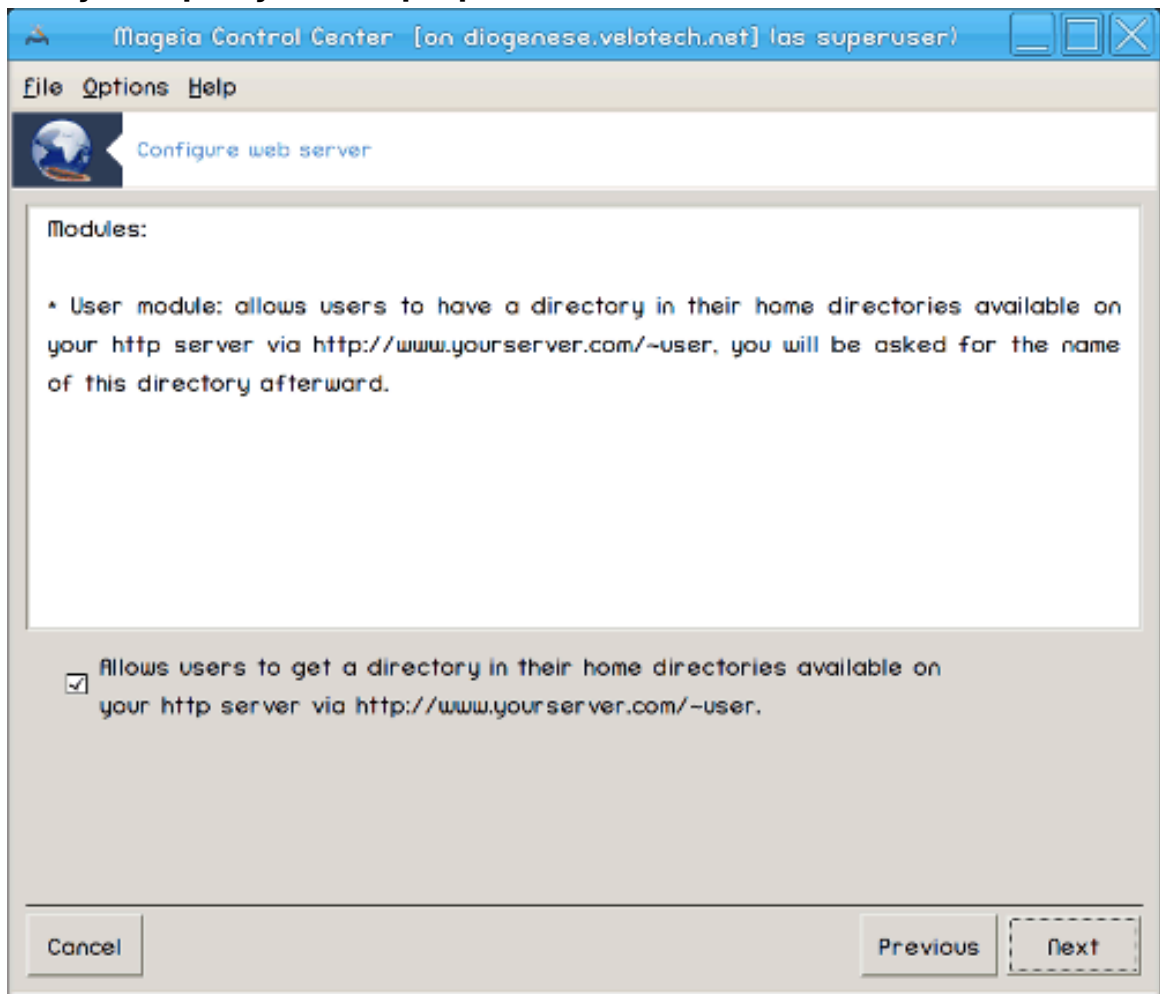 Mageia Control Center [on diogenese.velotech.net] (as superuser)
File Options Help
Configure web server
Modules:
* User module: allows users to have a directory in their home directories available on
your http server via http://www.yourserver.com/~user, you will be asked for the name
of this directory afterward.
Allows users to get a directory in their home directories available on
your http server via http://www.yourserver.com/~user.
Cancel
Previous
Next